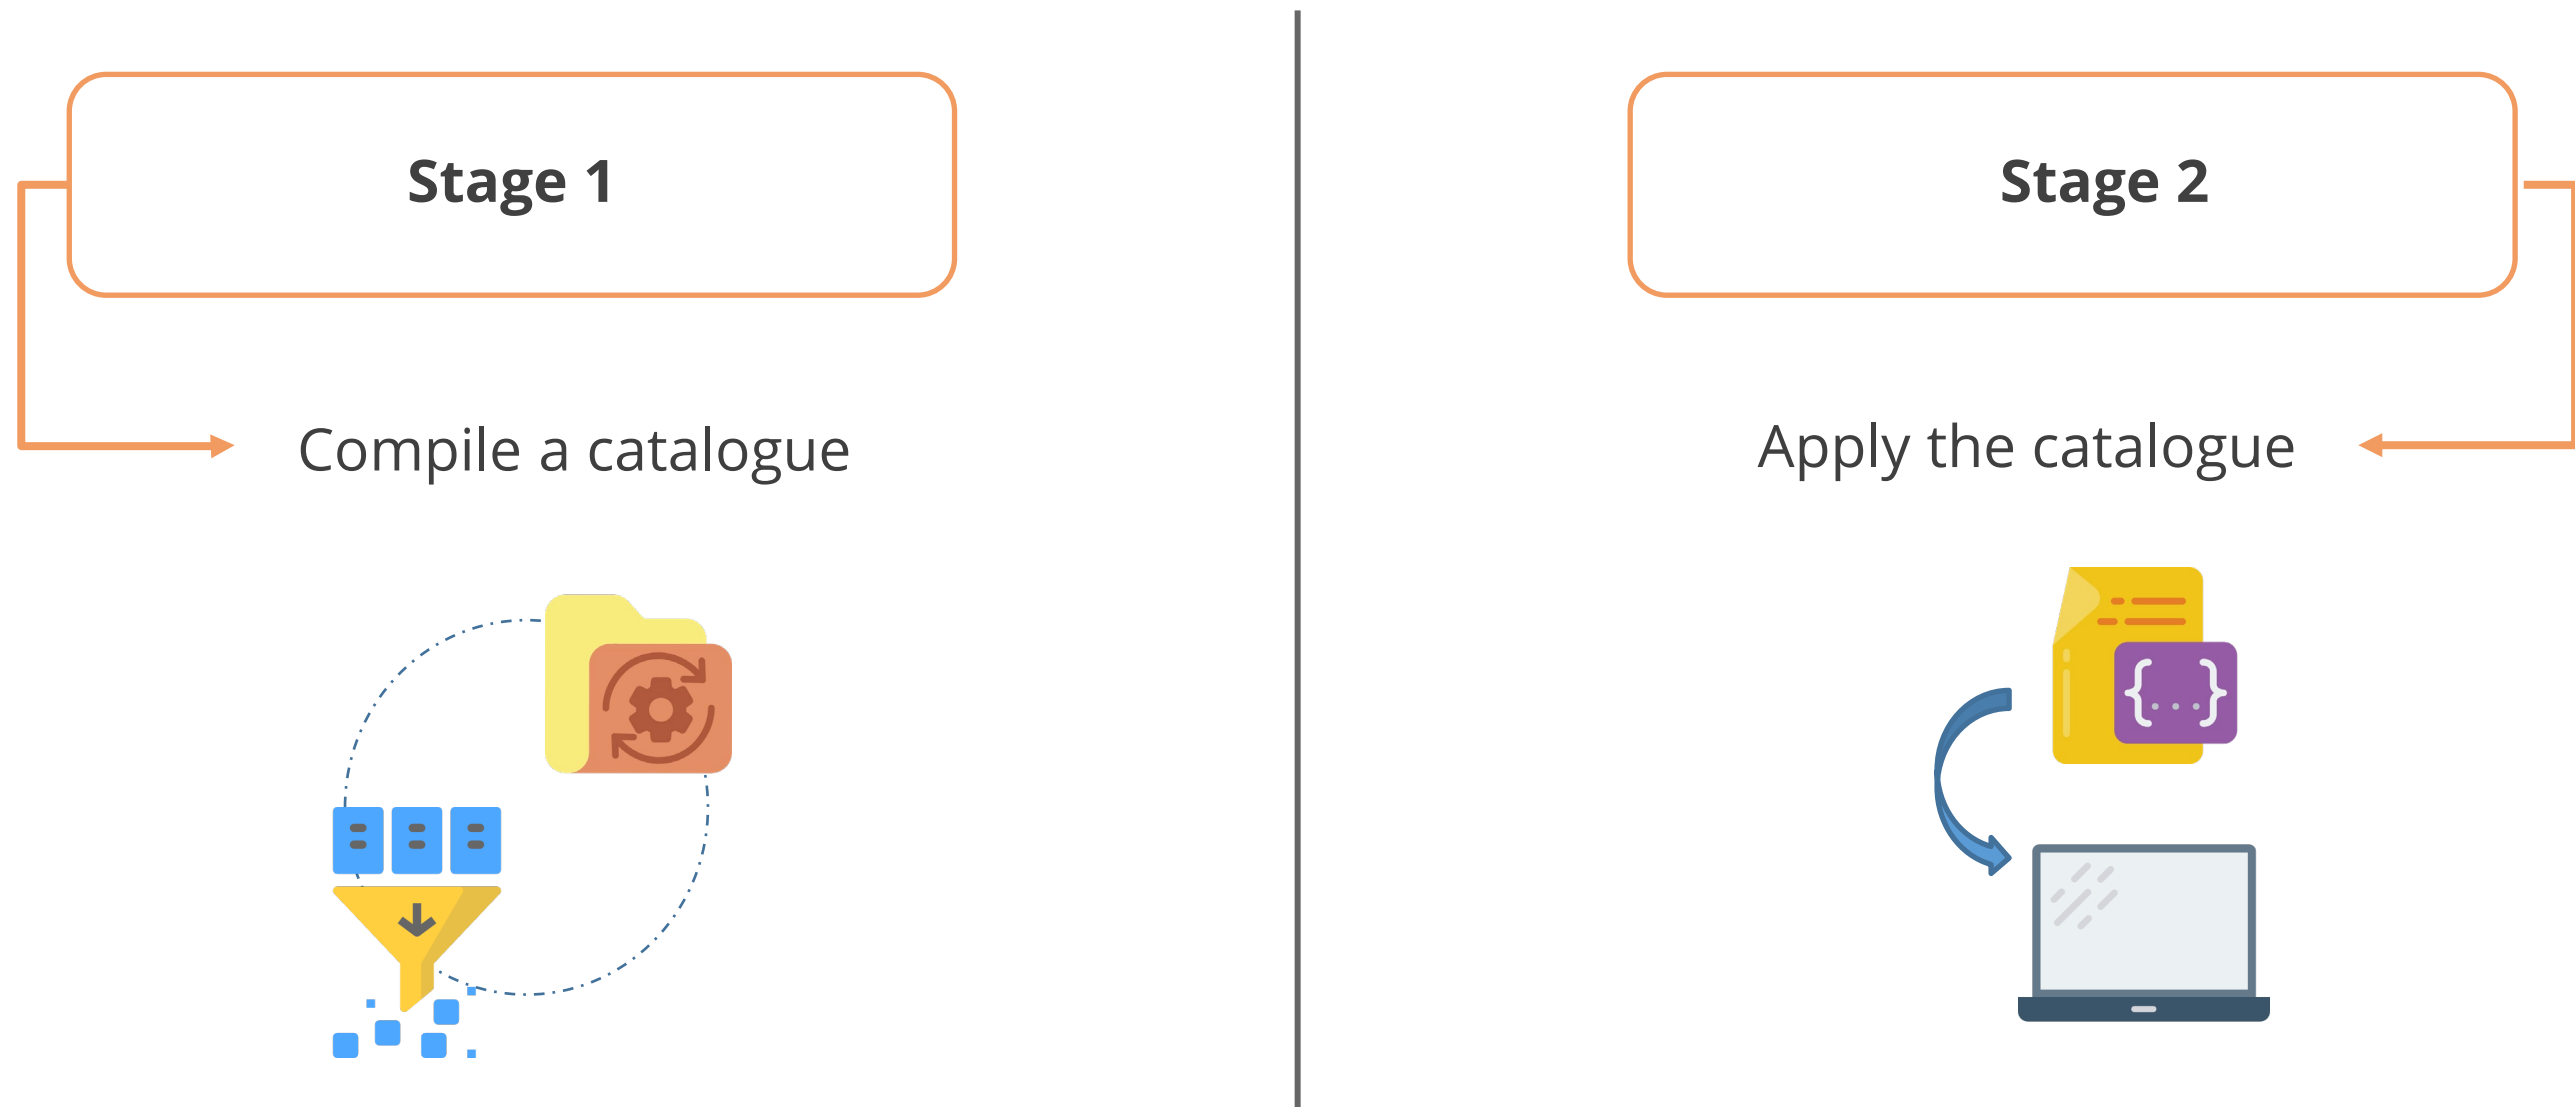 Stage 1
Compile a catalogue
Stage 2
Apply the catalogue
{...}